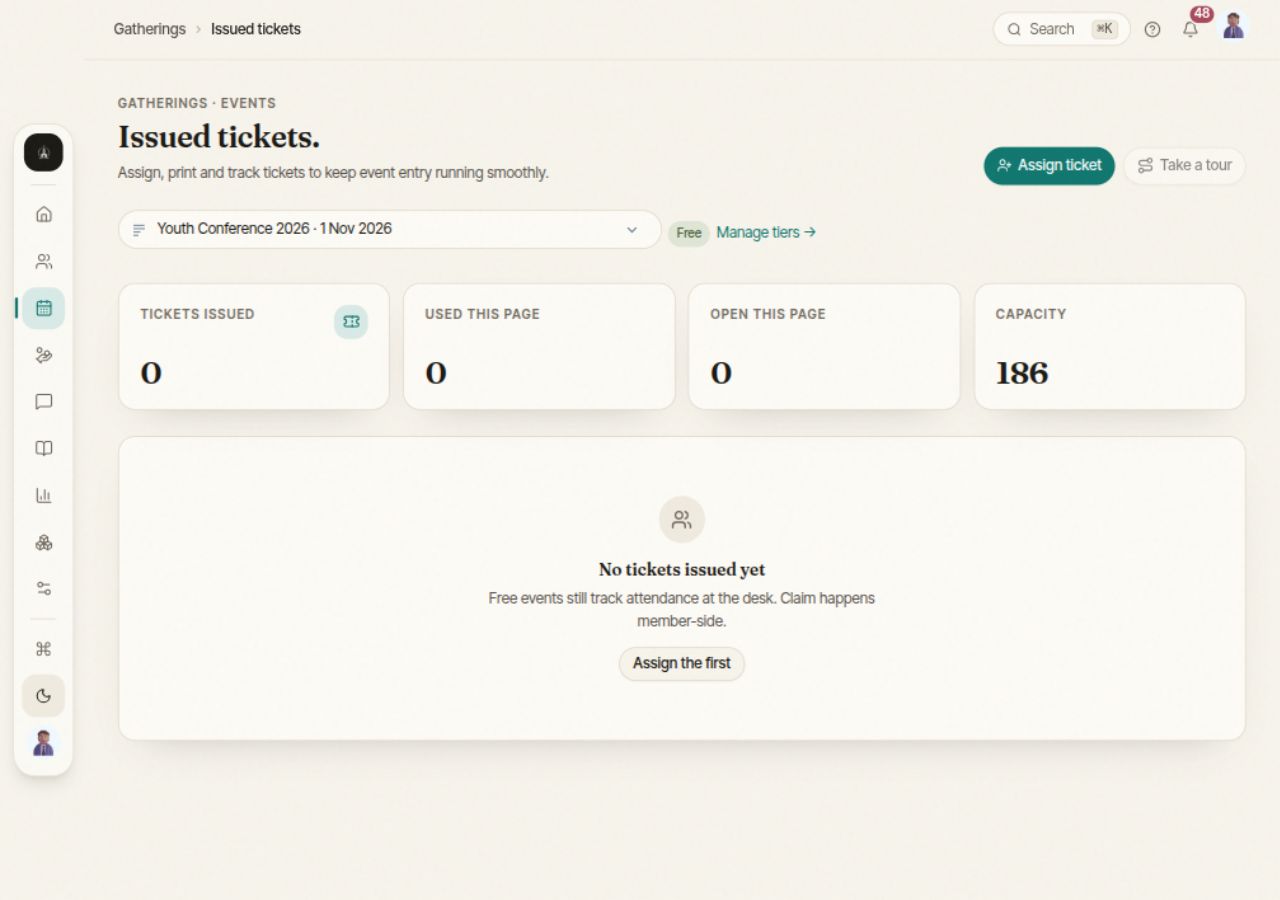 Gatherings › Issued tickets
Search ⌘K
48
GATHERINGS · EVENTS
Issued tickets.
Assign, print and track tickets to keep event entry running smoothly.
Assign ticket
Take a tour
Youth Conference 2026 · 1 Nov 2026
Free
Manage tiers →
TICKETS ISSUED
0
USED THIS PAGE
0
OPEN THIS PAGE
0
CAPACITY
186
No tickets issued yet
Free events still track attendance at the desk. Claim happens
member-side.
Assign the first